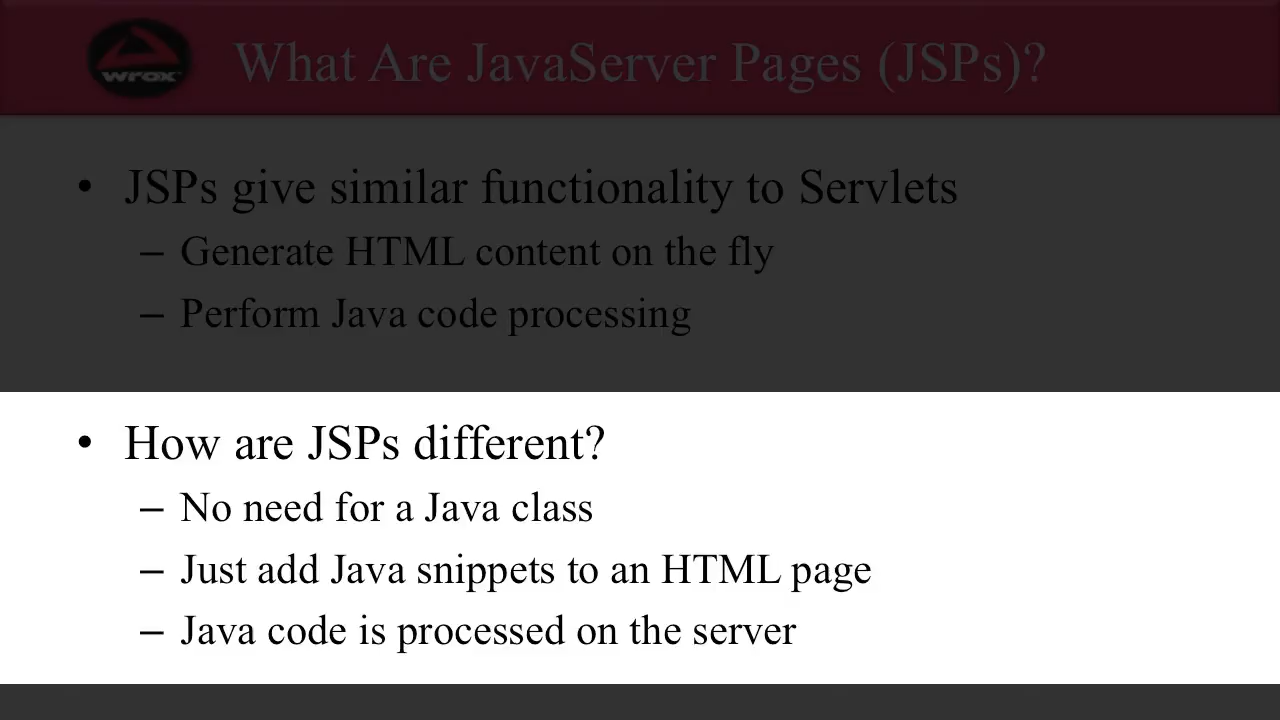 wrox
What Are JavaServer Pages (JSPs)?
• JSPs give similar functionality to Servlets
– Generate HTML content on the fly
– Perform Java code processing
• How are JSPs different?
– No need for a Java class
– Just add Java snippets to an HTML page
– Java code is processed on the server